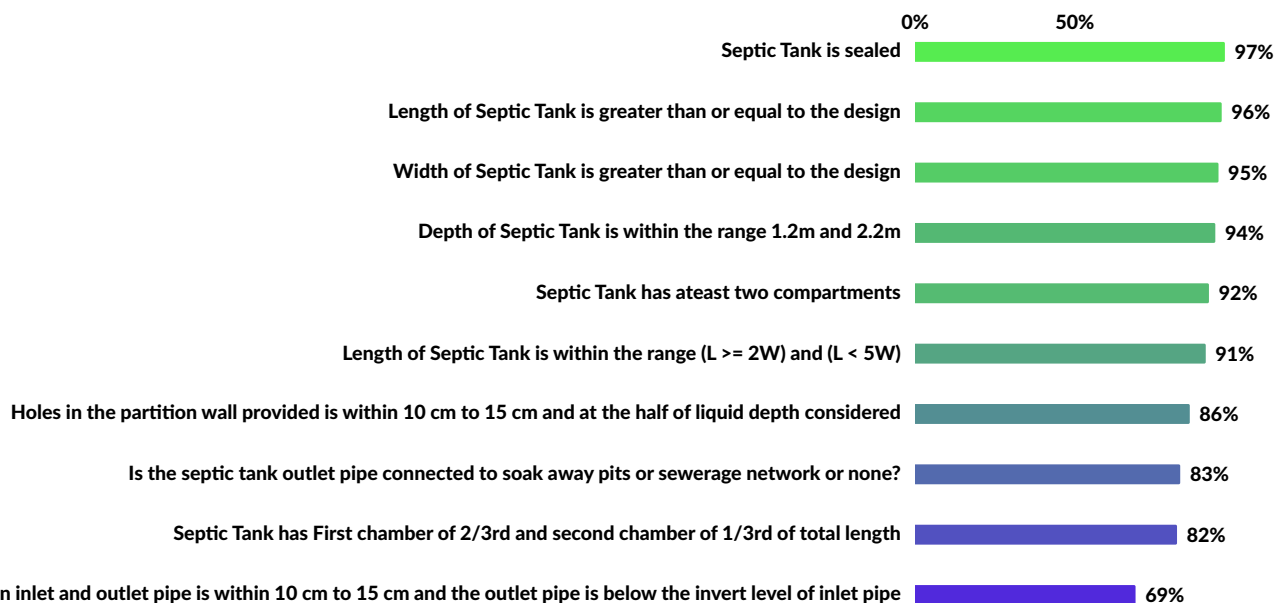 0% 50%
Septic Tank is sealed 97%
Length of Septic Tank is greater than or equal to the design 96%
Width of Septic Tank is greater than or equal to the design 95%
Depth of Septic Tank is within the range 1.2m and 2.2m 94%
Septic Tank has ateast two compartments 92%
Length of Septic Tank is within the range (L >= 2W) and (L < 5W) 91%
Holes in the partition wall provided is within 10 cm to 15 cm and at the half of liquid depth considered 86%
Is the septic tank outlet pipe connected to soak away pits or sewerage network or none? 83%
Septic Tank has First chamber of 2/3rd and second chamber of 1/3rd of total length 82%
inlet and outlet pipe is within 10 cm to 15 cm and the outlet pipe is below the invert level of inlet pipe 69%